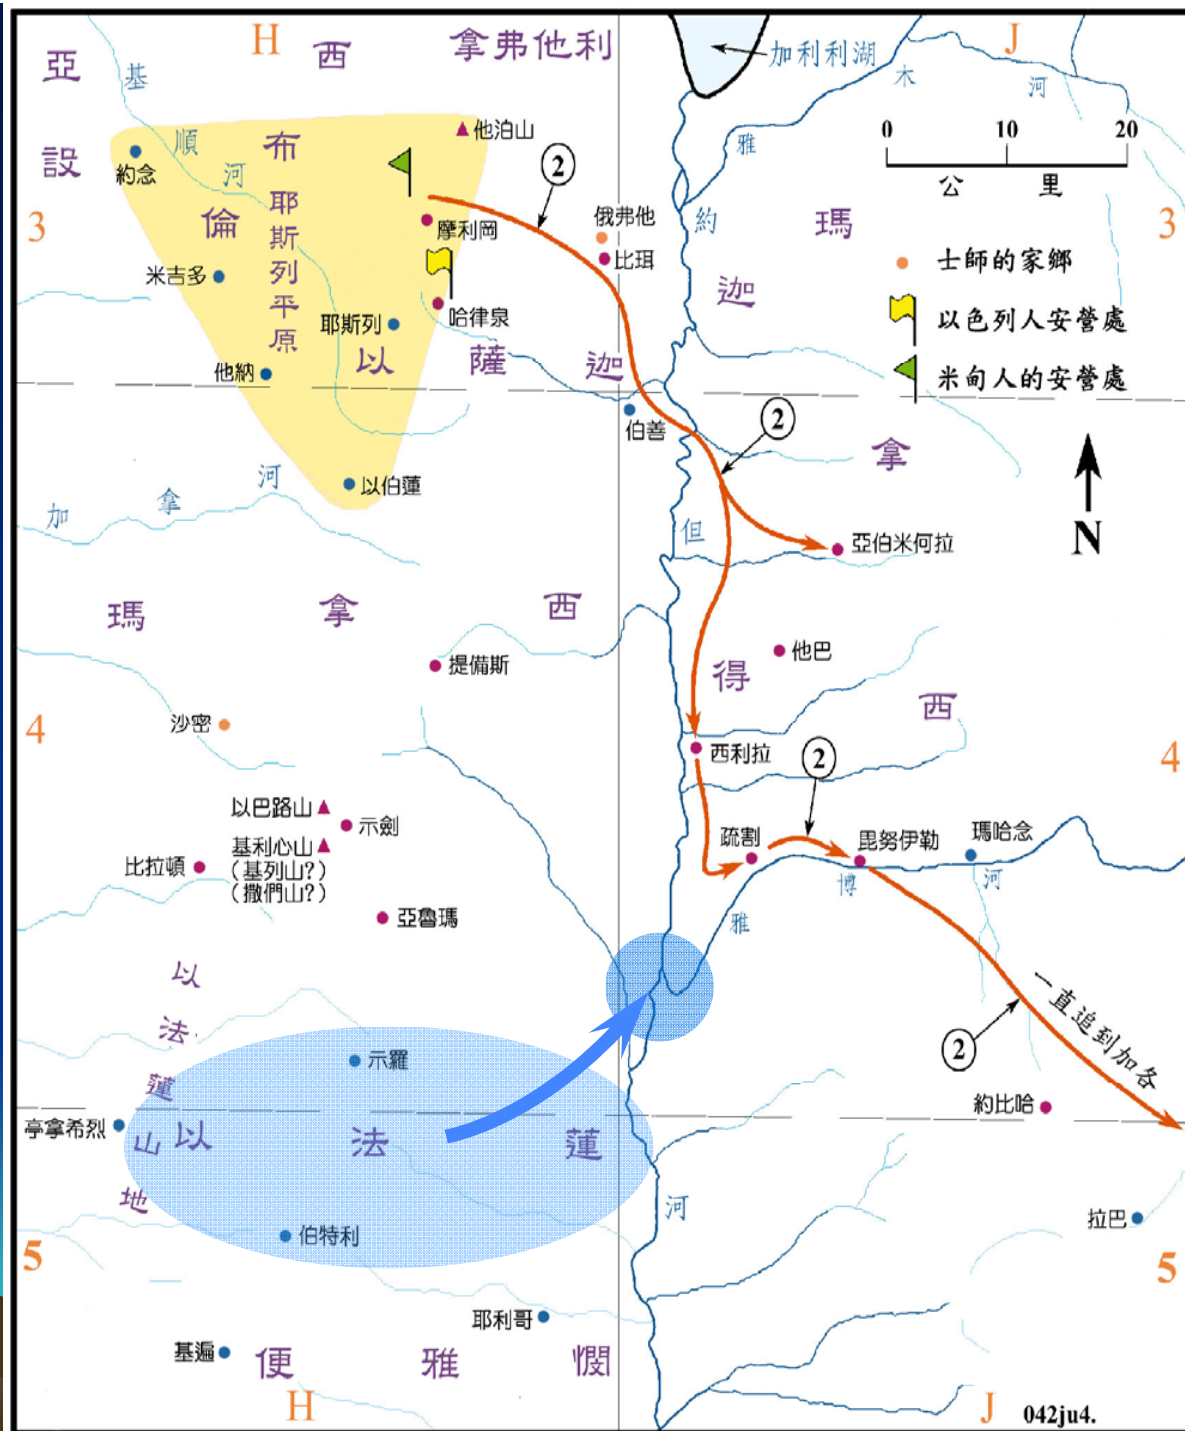 H
J
亞設
西布倫
拿弗他利
加利利湖
基順河
雅木河
0 10 20
公里
他泊山
約念
2
3
3
耶斯列平原
摩利岡
俄弗他
比珥
瑪拿西
士師的家鄉
以色列人安營處
米甸人的安營處
米吉多
耶斯列
哈律泉
他納
以薩迦
迦得
伯善
2
N
以伯蓮
加拿河
約但河
亞伯米何拉
瑪拿西
提備斯
他巴
沙密
4
4
西利拉
2
以巴路山
示劍
基利心山
(基列山?)
(撒們山?)
比拉頓
疏割
毘努伊勒
瑪哈念
雅博河
亞魯瑪
以法蓮山地
示羅
一直追到加各
2
約比哈
亭拿希烈
以法蓮
拉巴
伯特利
5
5
耶利哥
基遍
便雅憫
H
J
042ju4.